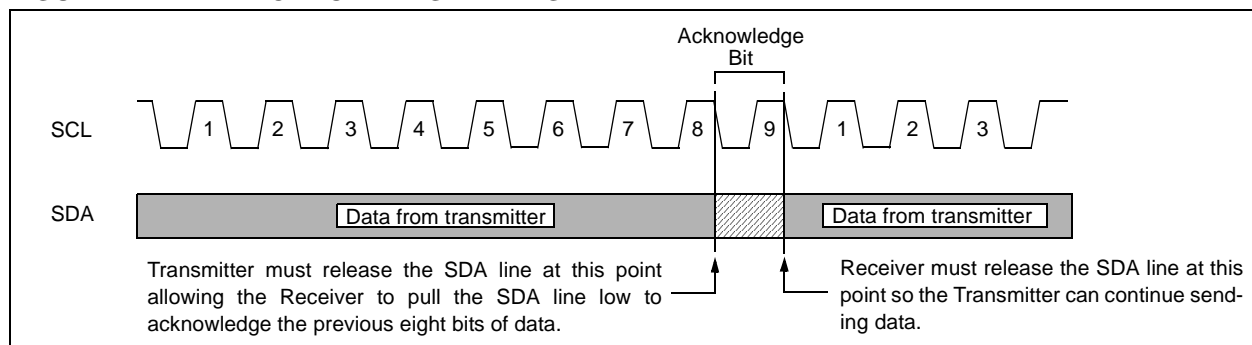 Acknowledge
Bit
SCL
1 2 3 4 5 6 7 8 9 1 2 3
SDA
Data from transmitter
Data from transmitter
Transmitter must release the SDA line at this point
allowing the Receiver to pull the SDA line low to
acknowledge the previous eight bits of data.
Receiver must release the SDA line at this
point so the Transmitter can continue send-
ing data.